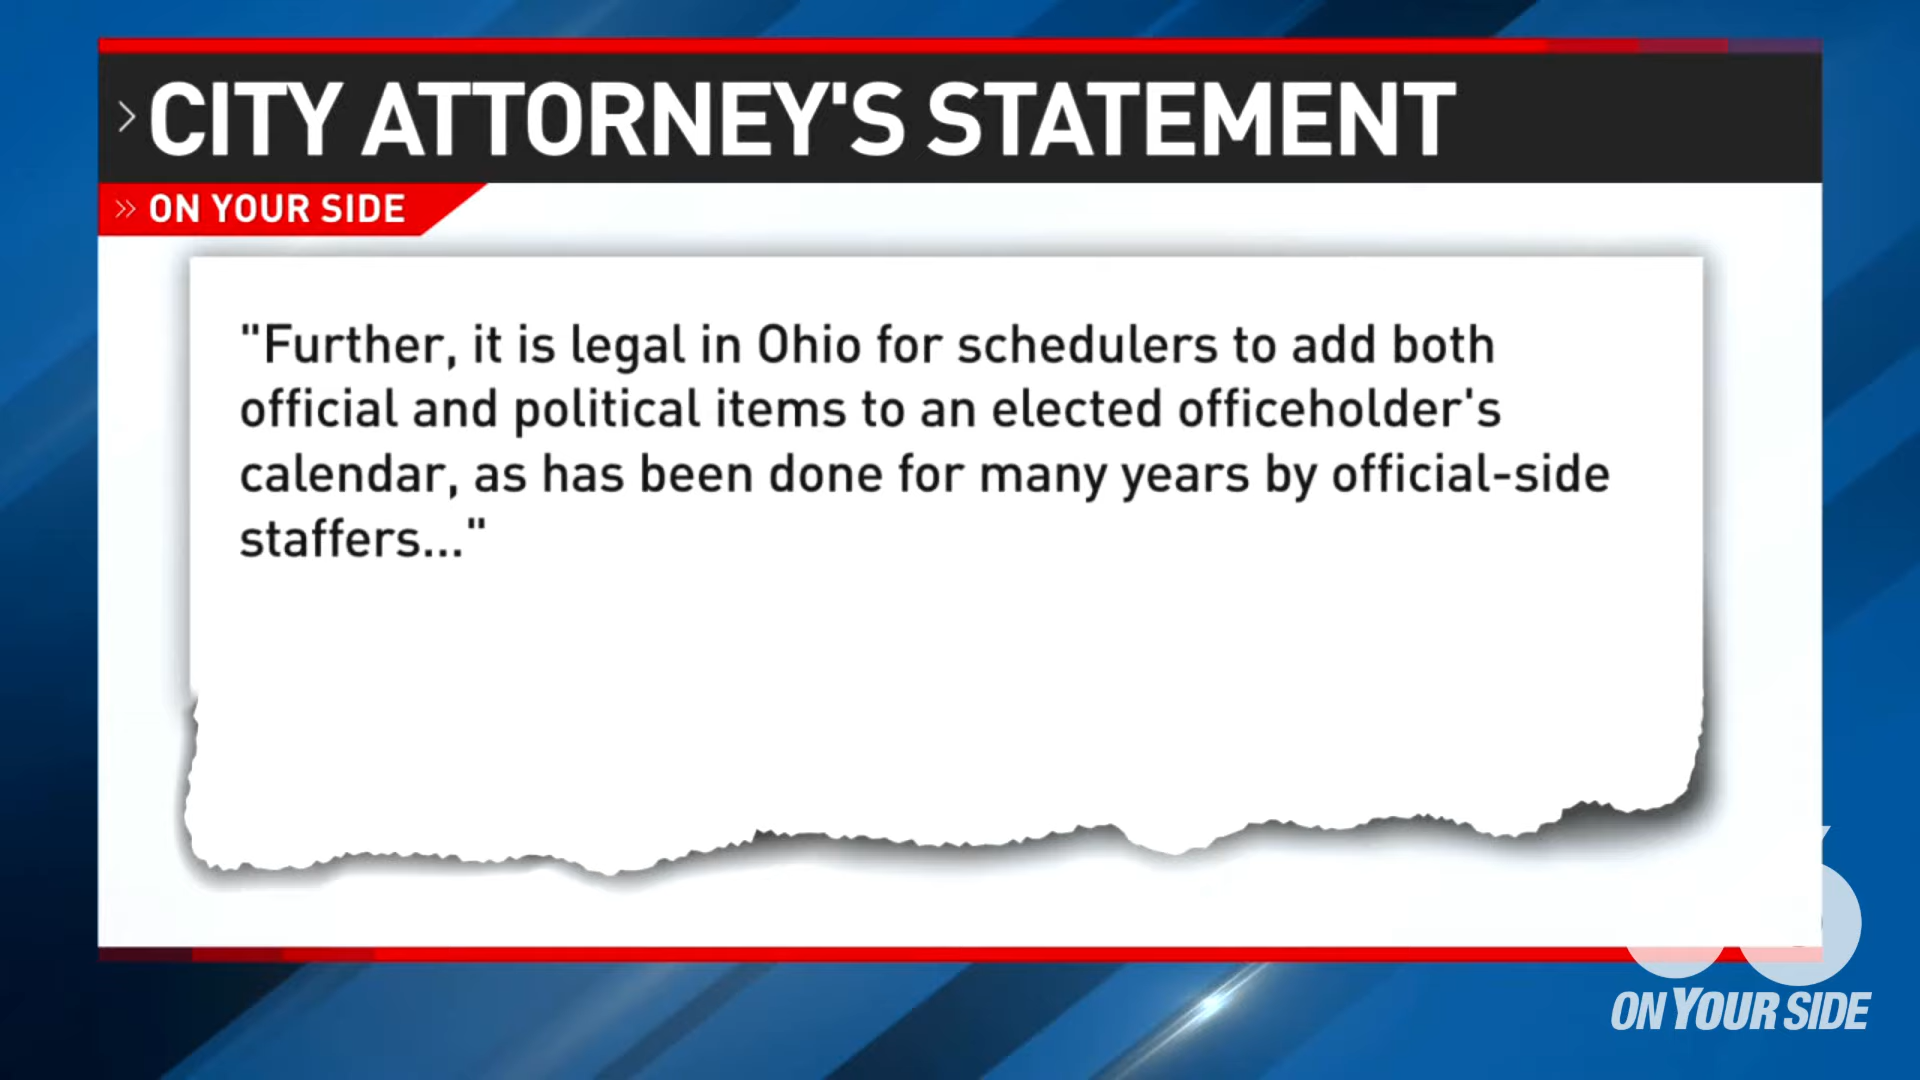 CITY ATTORNEY'S STATEMENT
ON YOUR SIDE
"Further, it is legal in Ohio for schedulers to add both
official and political items to an elected officeholder's
calendar, as has been done for many years by official-side
staffers..."
ON YOUR SIDE